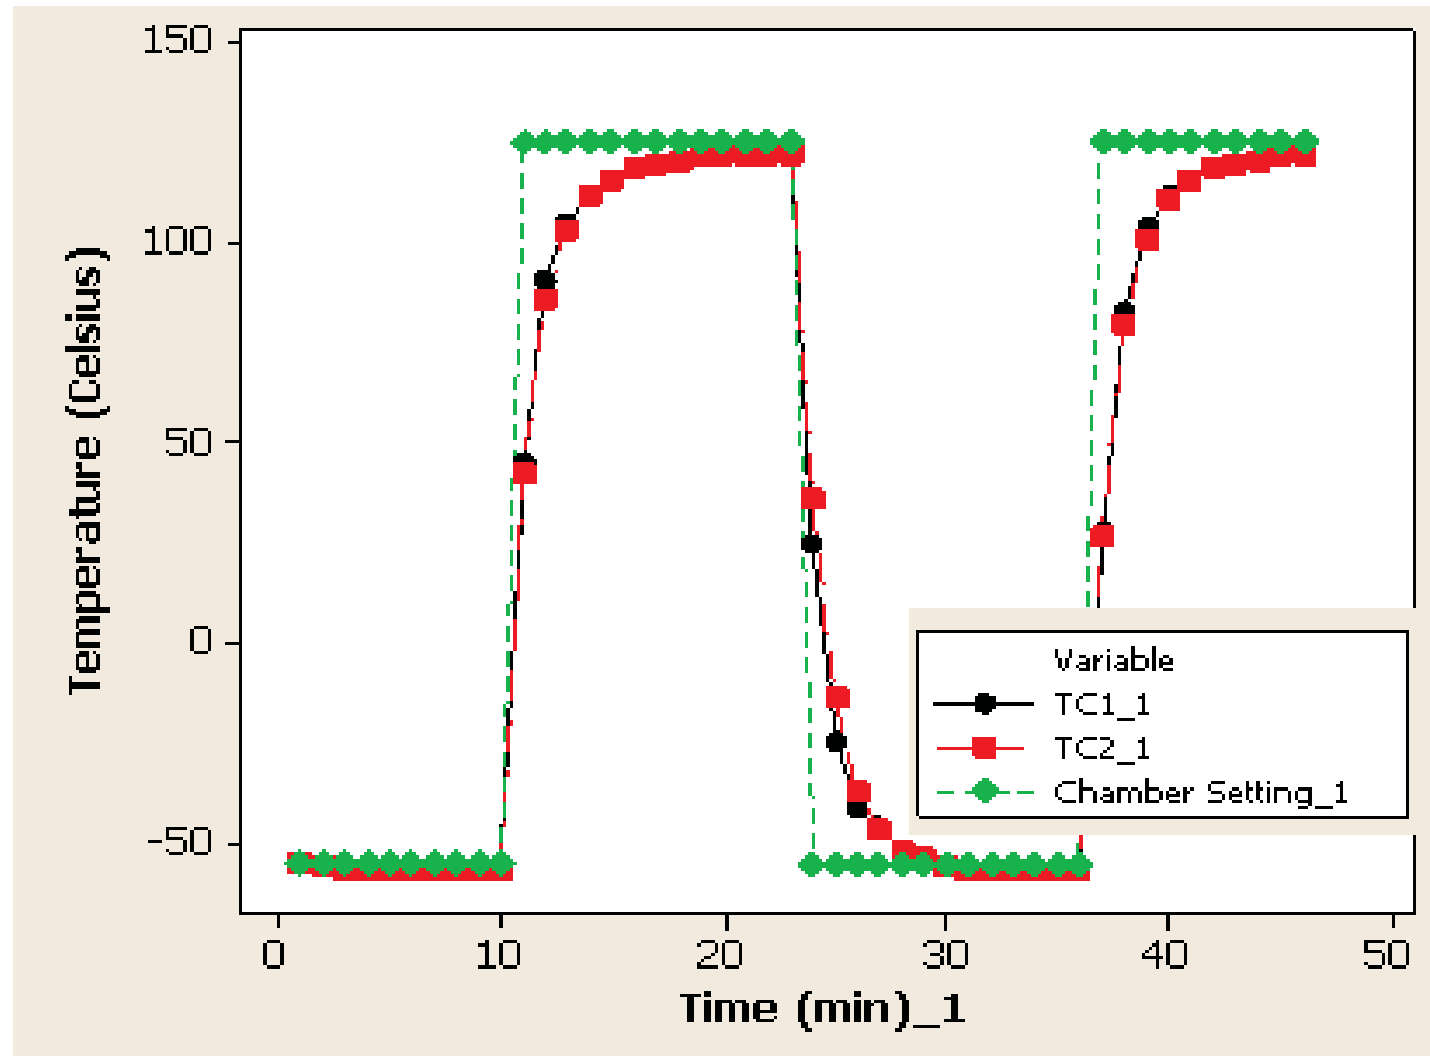 150
100
50
0
-50
Temperature (Celsius)
Variable
TC1_1
TC2_1
Chamber Setting_1
0 10 20 30 40 50
Time (min)_1